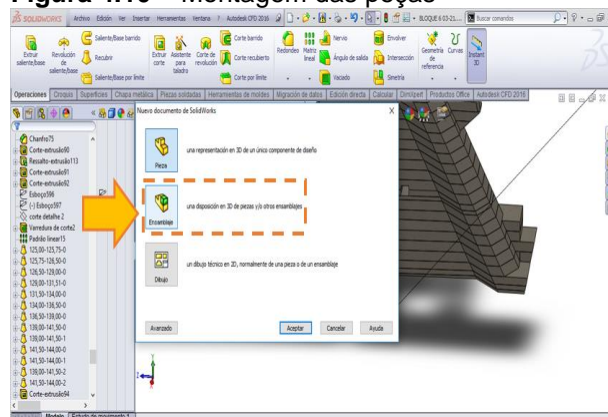 Figura 4.16 – Montagem das peças
SOLIDWORKS Archivo Edición Ver Insertar Herramientas Ventana ? Autodesk CFD 2016 BLOQUE 6 03-21.... Buscar comandos
Extruir saliente/base
Revolución de saliente/base
Saliente/Base barrido
Recubrir
Saliente/Base por límite
Extruir corte
Asistente para taladro
Corte de revolución
Corte barrido
Corte recubierto
Corte por límite
Redondeo
Matriz lineal
Nervio
Ángulo de salida
Vaciado
Envolver
Intersección
Simetría
Geometría de referencia
Curvas
Instant 3D
Operaciones Croquis Superficies Chapa metálica Piezas soldadas Herramientas de moldes Migración de datos Edición directa Calcular DimXpert Productos Office Autodesk CFD 2016
Nuevo documento de SolidWorks X
Pieza
una representación en 3D de un único componente de diseño
Ensamblaje
una disposición en 3D de piezas y/o otros ensamblajes
Dibujo
un dibujo técnico en 2D, normalmente de una pieza o de un ensamblaje
Avanzado Aceptar Cancelar Ayuda
Chanfro75
Corte-extrusão90
Ressalto-extrusão113
Corte-extrusão91
Corte-extrusão92
Esboço596
(-) Esboço597
corte detalhe 2
Varredura de corte2
Padrão linear15
125,00-125,75-0
125,75-126,50-0
126,50-129,00-0
129,00-131,51-0
131,50-134,00-0
134,00-136,50-0
136,50-139,00-0
139,00-141,50-0
139,00-141,50-1
141,50-144,00-0
141,50-144,00-1
139,00-141,50-2
141,50-144,00-2
Corte-extrusão94
Modelo Estudio de movimiento 1